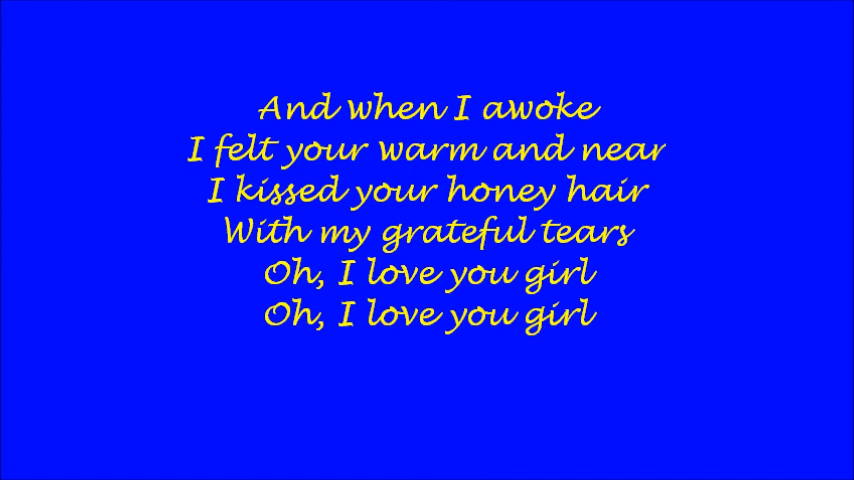 And when I awoke
I felt your warm and near
I kissed your honey hair
With my grateful tears
Oh, I love you girl
Oh, I love you girl